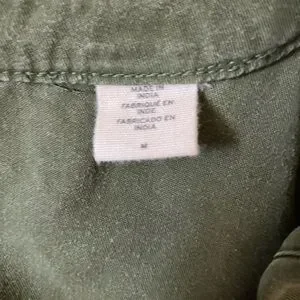 MADE IN
INDIA
FABRIQUÉ EN
INDE
FABRICADO EN
INDIA
M